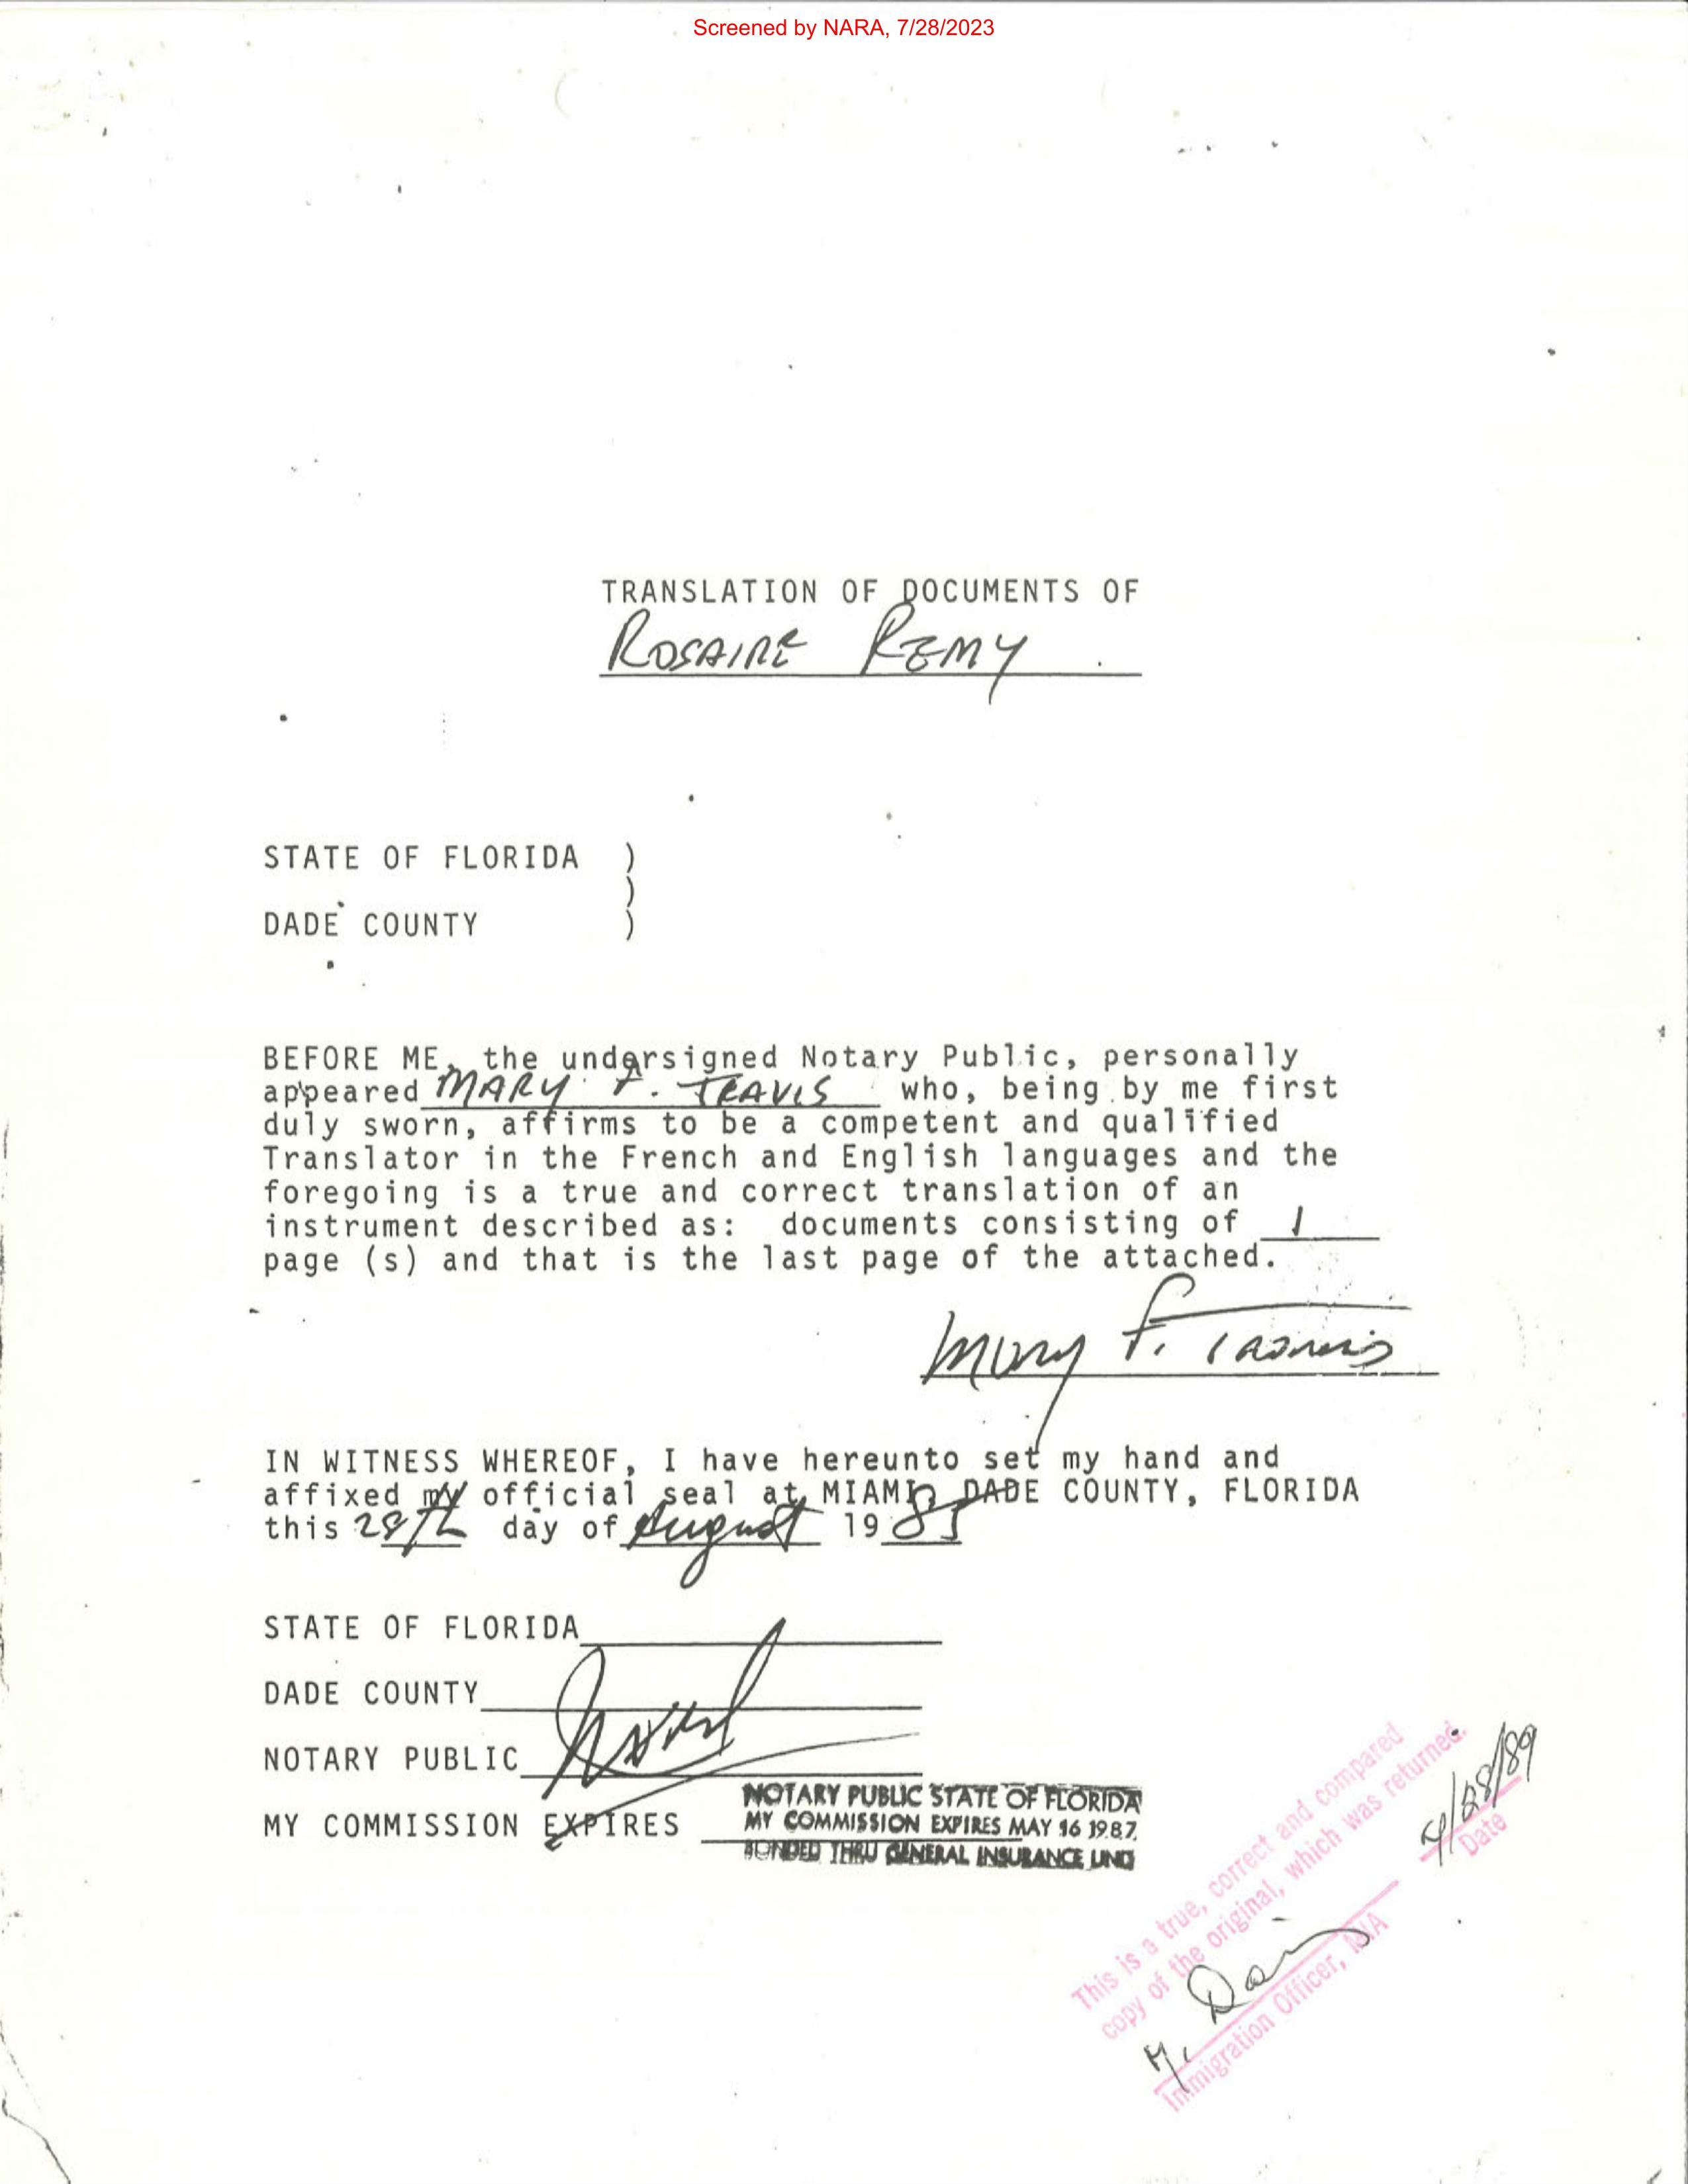 Screened by NARA, 7/28/2023
TRANSLATION OF DOCUMENTS OF
ROSAIRE REMY
STATE OF FLORIDA )
)
DADE COUNTY )
BEFORE ME, the undersigned Notary Public, personally
appeared MARY F. TRAVIS who, being by me first
duly sworn, affirms to be a competent and qualified
Translator in the French and English languages and the
foregoing is a true and correct translation of an
instrument described as: documents consisting of 1
page (s) and that is the last page of the attached.
Mary F. Travis
IN WITNESS WHEREOF, I have hereunto set my hand and
affixed my official seal at MIAMI, DADE COUNTY, FLORIDA
this 28th day of August 1985
STATE OF FLORIDA
DADE COUNTY
NOTARY PUBLIC
MY COMMISSION EXPIRES
NOTARY PUBLIC STATE OF FLORIDA
MY COMMISSION EXPIRES MAY 16 1987
BONDED THRU GENERAL INSURANCE UND
This is a true, correct and compared
copy of the original, which was returned.
M.
4/28/89
Immigration Officer, MIA
Date